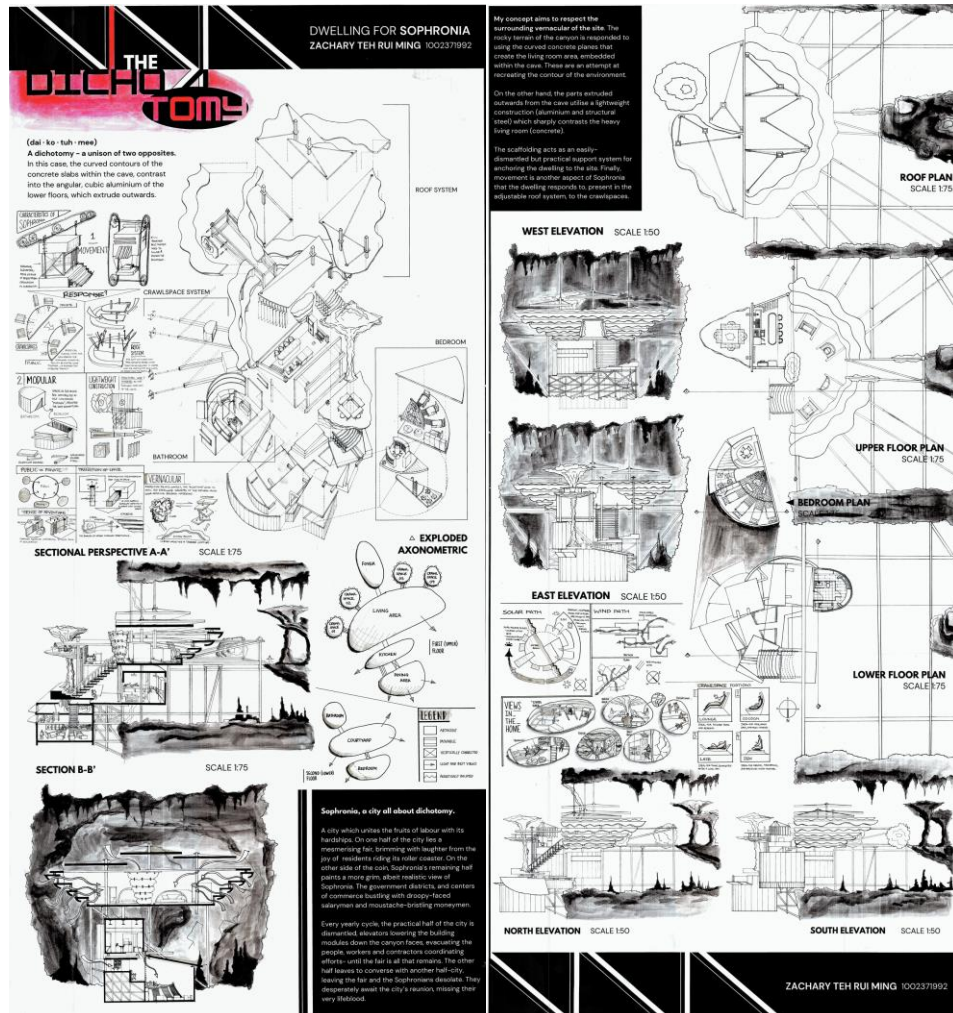 DWELLING FOR SOPHRONIA
ZACHARY TEH RUI MING 1002371992
THE
DICHO
TOMY
(dai · ko · tuh · mee)
A dichotomy - a unison of two opposites.
In this case, the curved contours of the
concrete slabs within the cave, contrast
into the angular, cubic aluminium of the
lower floors, which extrude outwards.
ROOF SYSTEM
CHARACTERISTICS OF
SOPHRONIA
1
MOVEMENT
RESPONSE!
CRAWLSPACE SYSTEM
BEDROOM
2 MODULAR
LIGHTWEIGHT
CONSTRUCTION
BATHROOM
VERNACULAR
SECTIONAL PERSPECTIVE A-A' SCALE 1:75
△ EXPLODED
AXONOMETRIC
FOYER
LIVING
AREA
KITCHEN
DINING
AREA
FIRST (UPPER)
FLOOR
BATHROOM
COURTYARD
BEDROOM
SECOND (LOWER)
FLOOR
LEGEND
SECTION B-B' SCALE 1:75
Sophronia, a city all about dichotomy.
A city which unites the fruits of labour with its
hardships. On one half of the city lies a
mesmerising fair, brimming with laughter from the
joy of residents riding its roller coaster. On the
other side of the coin, Sophronia's remaining half
paints a more grim, albeit realistic view of
Sophronia. The government districts, and centers
of commerce bustling with droopy-faced
salarymen and moustache-bristling moneymen.
Every yearly cycle, the practical half of the city is
dismantled, elevators lowering the building
modules down the canyon faces, evacuating the
people, workers and contractors coordinating
efforts- until the fair is all that remains. The other
half leaves to converse with another half-city,
leaving the fair and the Sophronians desolate. They
desperately await the city's reunion, missing their
very lifeblood.
My concept aims to respect the
surrounding vernacular of the site. The
rocky terrain of the canyon is responded to
using the curved concrete planes that
create the living room area, embedded
within the cave. These are an attempt at
recreating the contour of the environment.
On the other hand, the parts extruded
outwards from the cave utilise a lightweight
construction (aluminium and structural
steel) which sharply contrasts the heavy
living room (concrete).
The scaffolding acts as an easily-
dismantled but practical support system for
anchoring the dwelling to the site. Finally,
movement is another aspect of Sophronia
that the dwelling responds to, present in the
adjustable roof system, to the crawlspaces.
ROOF PLAN
SCALE 1:75
WEST ELEVATION SCALE 1:50
UPPER FLOOR PLAN
SCALE 1:75
BEDROOM PLAN
SCALE 1:75
EAST ELEVATION SCALE 1:50
SOLAR PATH
WIND PATH
LOWER FLOOR PLAN
SCALE 1:75
VIEWS
IN...
THE
HOME
NORTH ELEVATION SCALE 1:50
SOUTH ELEVATION SCALE 1:50
ZACHARY TEH RUI MING 1002371992